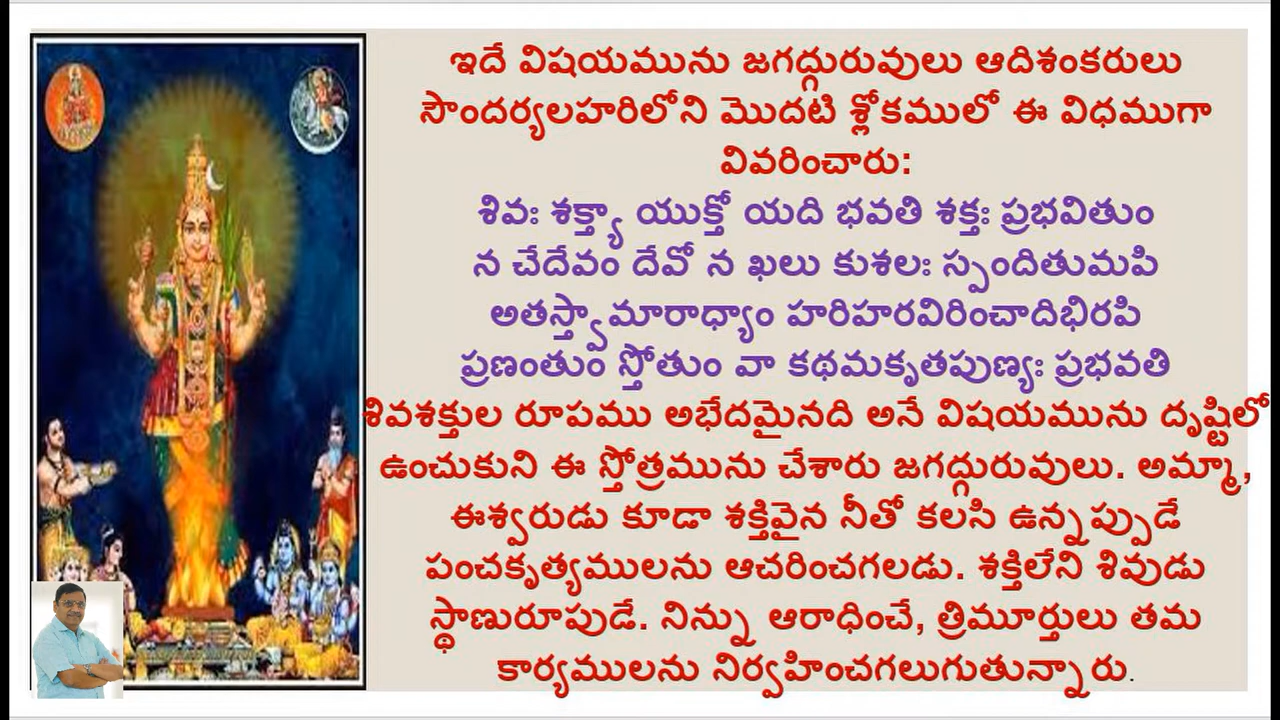 ఇదే విషయమును జగద్గురువులు ఆదిశంకరులు
సౌందర్యలహరిలోని మొదటి శ్లోకములో ఈ విధముగా
వివరించారు:
శివః శక్త్యా యుక్తో యది భవతి శక్తః ప్రభవితుం
న చేదేవం దేవో న ఖలు కుశలః స్పందితుమపి
అతస్త్వామారాధ్యాం హరిహరవిరించాదిభిరపి
ప్రణంతుం స్తోతుం వా కథమకృతపుణ్యః ప్రభవతి
శివశక్తుల రూపము అభేదమైనది అనే విషయమును దృష్టిలో
ఉంచుకుని ఈ స్తోత్రమును చేశారు జగద్గురువులు. అమ్మా,
ఈశ్వరుడు కూడా శక్తివైన నీతో కలసి ఉన్నప్పుడే
పంచకృత్యములను ఆచరించగలడు. శక్తిలేని శివుడు
స్థాణురూపుడే. నిన్ను ఆరాధించే, త్రిమూర్తులు తమ
కార్యములను నిర్వహించగలుగుతున్నారు.